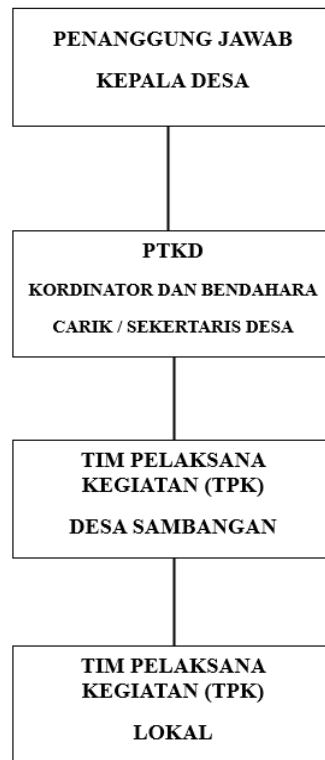 PENANGGUNG JAWAB
KEPALA DESA
PTKD
KORDINATOR DAN BENDAHARA
CARIK / SEKERTARIS DESA
TIM PELAKSANA
KEGIATAN (TPK)
DESA SAMBANGAN
TIM PELAKSANA
KEGIATAN (TPK)
LOKAL